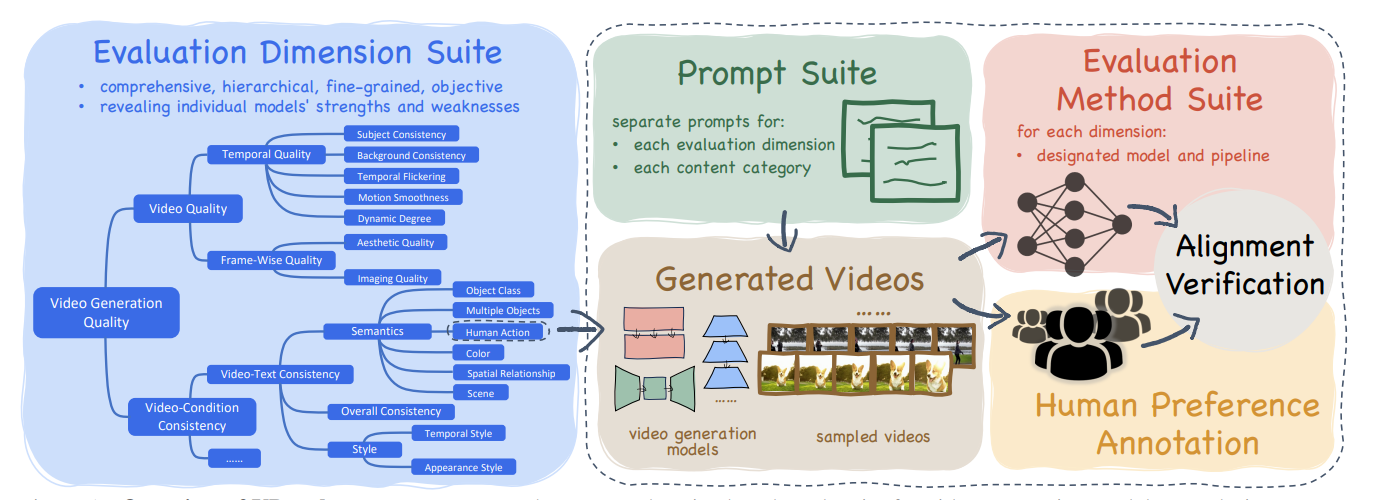 Evaluation Dimension Suite
• comprehensive, hierarchical, fine-grained, objective
• revealing individual models' strengths and weaknesses
Video Generation
Quality
Video Quality
Temporal Quality
Subject Consistency
Background Consistency
Temporal Flickering
Motion Smoothness
Dynamic Degree
Frame-Wise Quality
Aesthetic Quality
Imaging Quality
Video-Condition
Consistency
Video-Text Consistency
Semantics
Object Class
Multiple Objects
Human Action
Color
Spatial Relationship
Scene
Overall Consistency
Style
Temporal Style
Appearance Style
......
Prompt Suite
separate prompts for:
• each evaluation dimension
• each content category
Generated Videos
......
......
video generation
models
sampled videos
Evaluation
Method Suite
for each dimension:
• designated model and pipeline
Alignment
Verification
Human Preference
Annotation